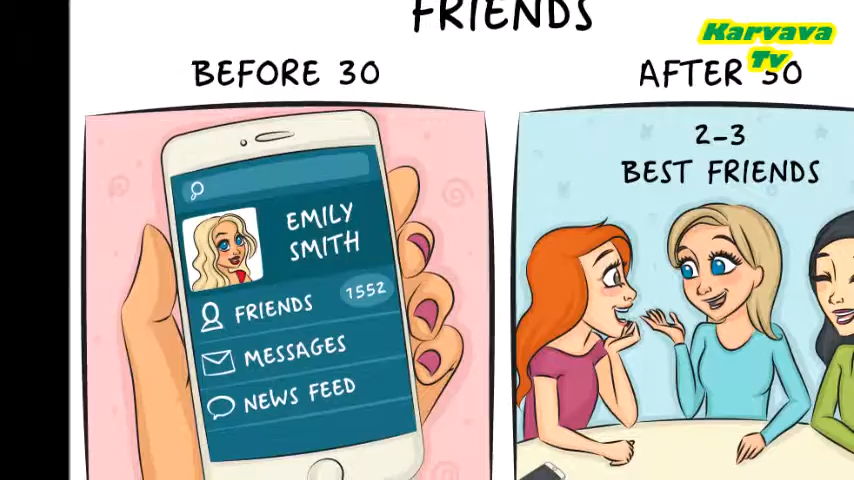 FRIENDS
Karvava
Tv
BEFORE 30
AFTER 30
EMILY
SMITH
FRIENDS 1552
MESSAGES
NEWS FEED
2-3
BEST FRIENDS